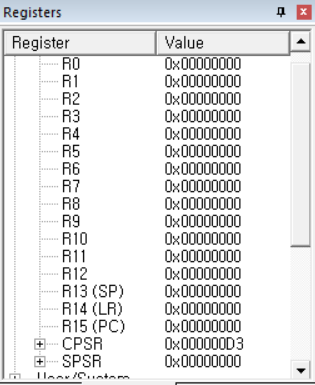 Registers
Register Value
R0 0x00000000
R1 0x00000000
R2 0x00000000
R3 0x00000000
R4 0x00000000
R5 0x00000000
R6 0x00000000
R7 0x00000000
R8 0x00000000
R9 0x00000000
R10 0x00000000
R11 0x00000000
R12 0x00000000
R13 (SP) 0x00000000
R14 (LR) 0x00000000
R15 (PC) 0x00000000
CPSR 0x000000D3
SPSR 0x00000000
User/System